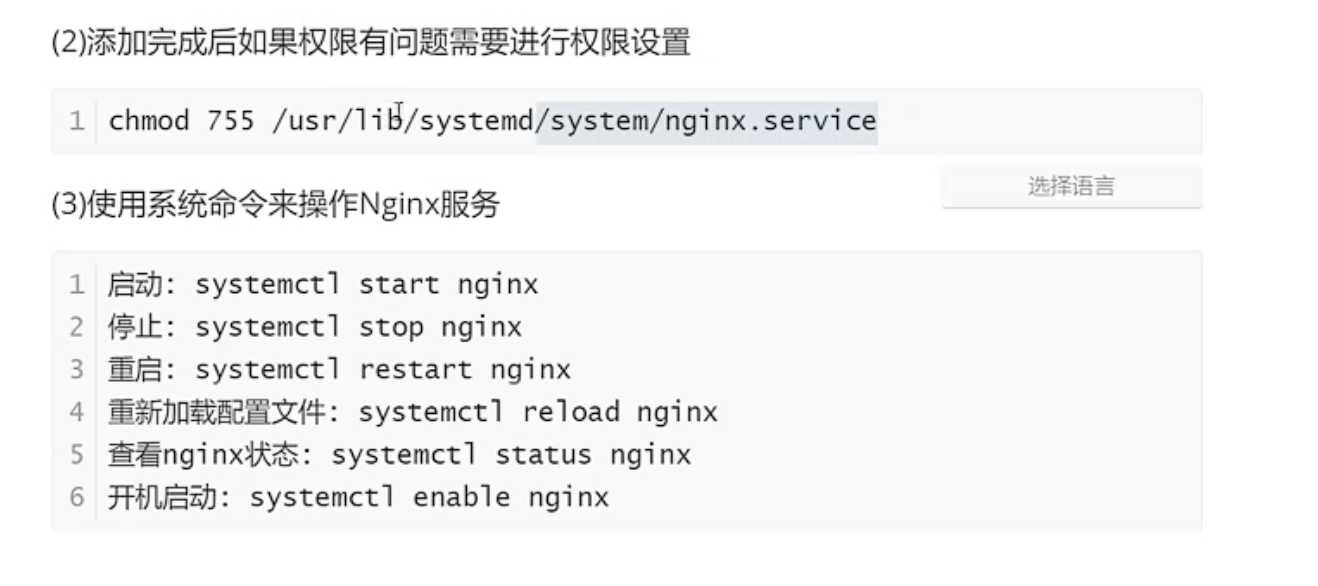 (2)添加完成后如果权限有问题需要进行权限设置
1 chmod 755 /usr/lib/systemd/system/nginx.service
选择语言
(3)使用系统命令来操作Nginx服务
1 启动: systemctl start nginx
2 停止: systemctl stop nginx
3 重启: systemctl restart nginx
4 重新加载配置文件: systemctl reload nginx
5 查看nginx状态: systemctl status nginx
6 开机启动: systemctl enable nginx